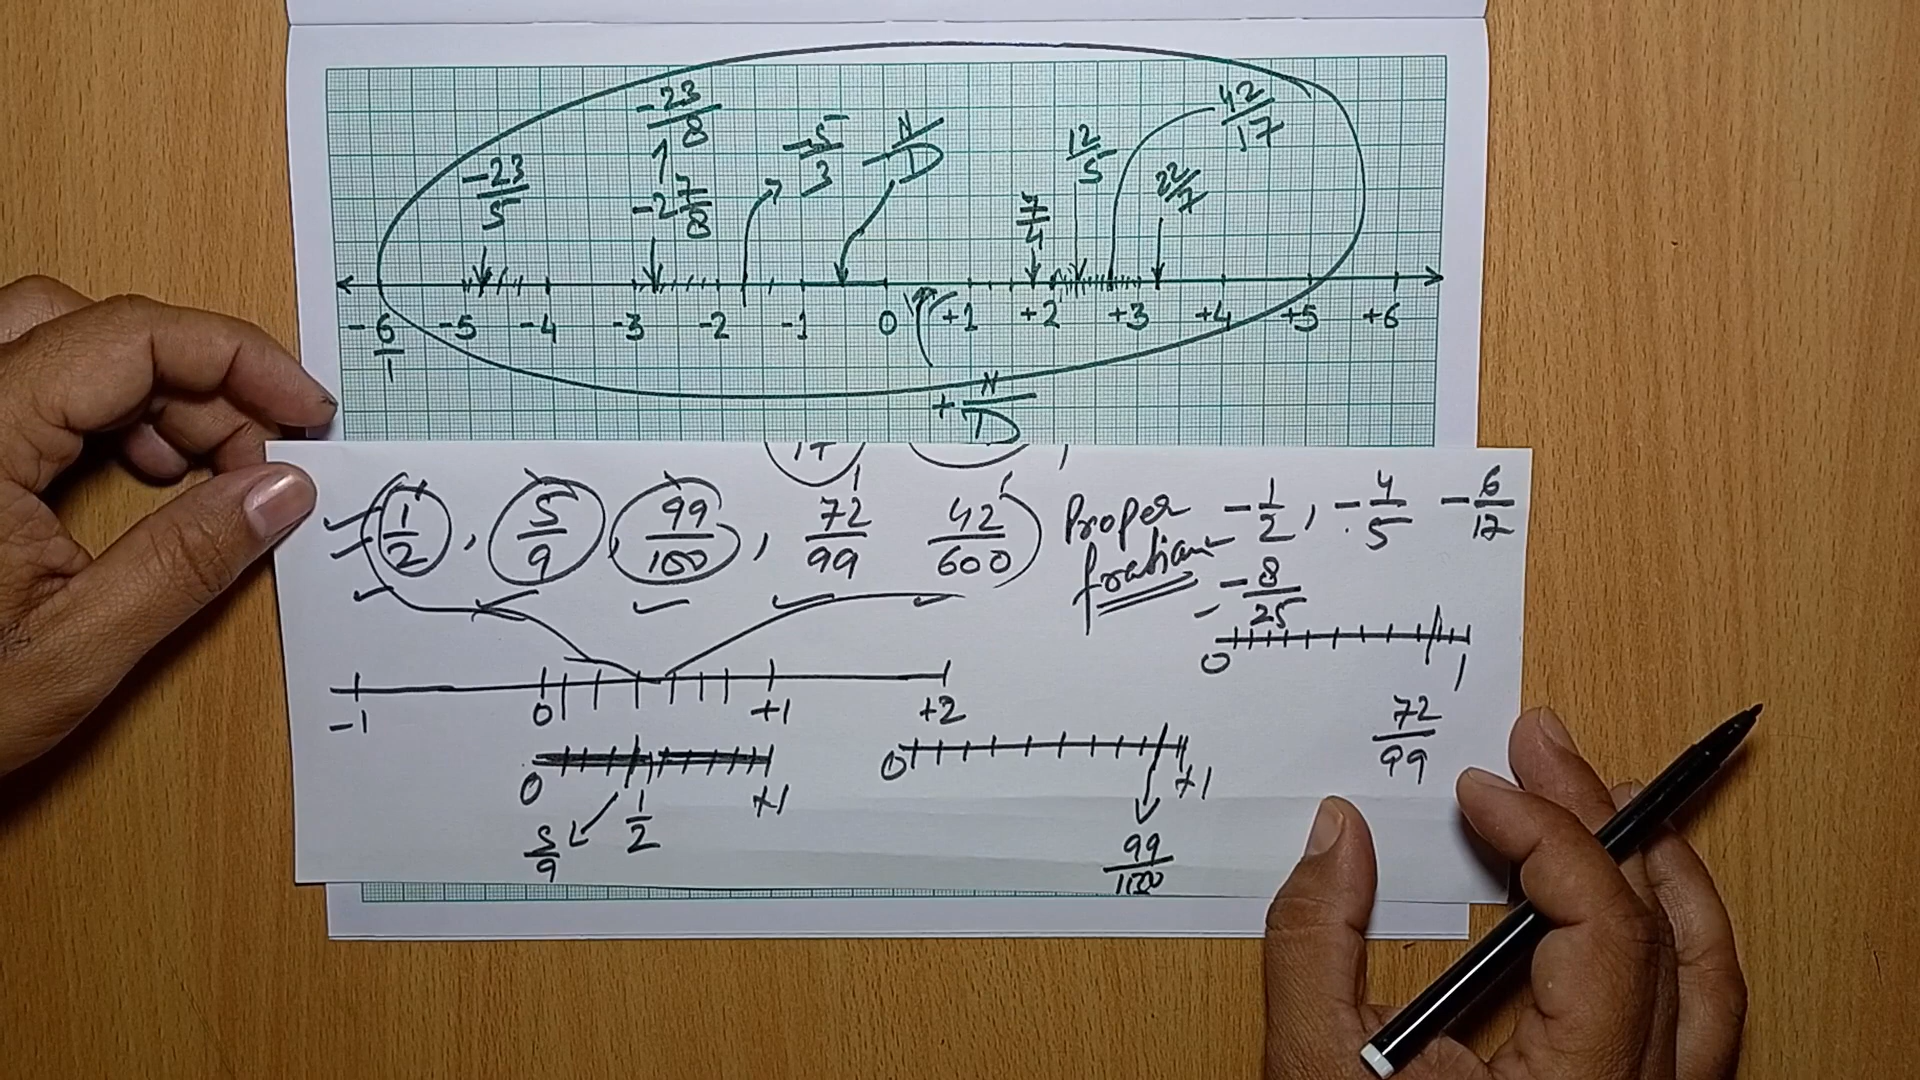 -23/8
-23/5
-2 7/8
-5/3
-N/D
7/4
12/5
42/17
22/7
-6/1 -5 -4 -3 -2 -1 0 +1 +2 +3 +4 +5 +6
+N/D
17
1/2, 5/9, 99/100, 72/99 42/600
Proper
fration
-1/2, -4/5 -6/17
-8/25
0 1
-1 0 +1 +2
72/99
0 +1
0 +1
5/9 1/2
99/100